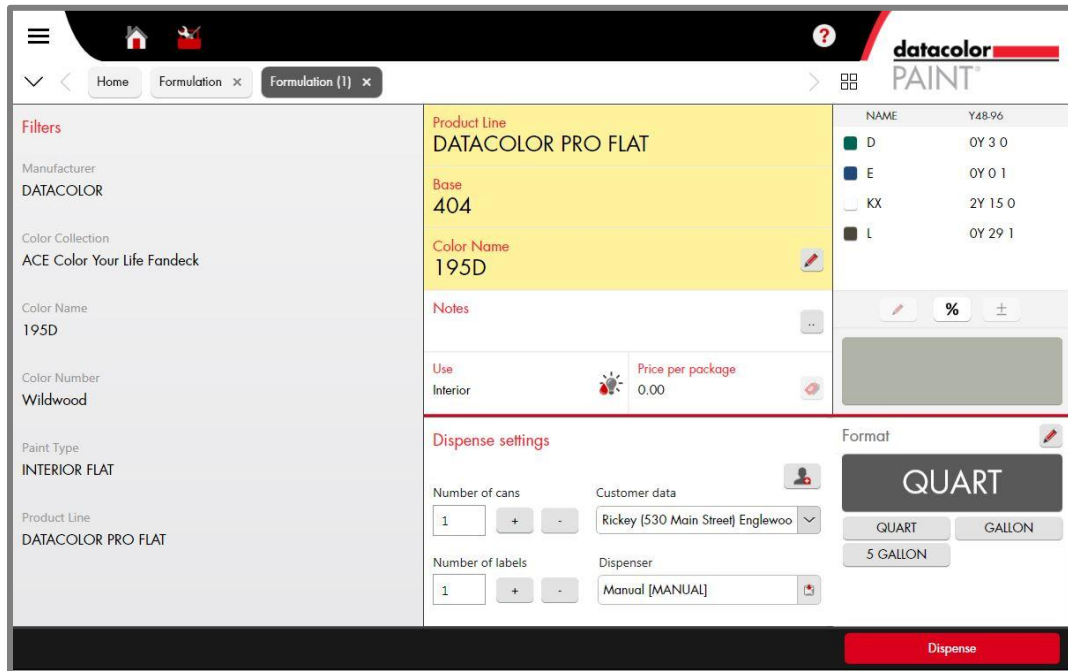 ?
datacolor
PAINT
Home
Formulation ×
Formulation (1) ×
Filters
Manufacturer
DATACOLOR
Color Collection
ACE Color Your Life Fandeck
Color Name
195D
Color Number
Wildwood
Paint Type
INTERIOR FLAT
Product Line
DATACOLOR PRO FLAT
Product Line
DATACOLOR PRO FLAT
Base
404
Color Name
195D
Notes
..
Use
Interior
Price per package
0.00
NAME Y48-96
D 0Y 3 0
E 0Y 0 1
KX 2Y 15 0
L 0Y 29 1
% ±
Dispense settings
Number of cans
1 + -
Customer data
Rickey (530 Main Street) Englewoo
Number of labels
1 + -
Dispenser
Manual [MANUAL]
Format
QUART
QUART GALLON
5 GALLON
Dispense